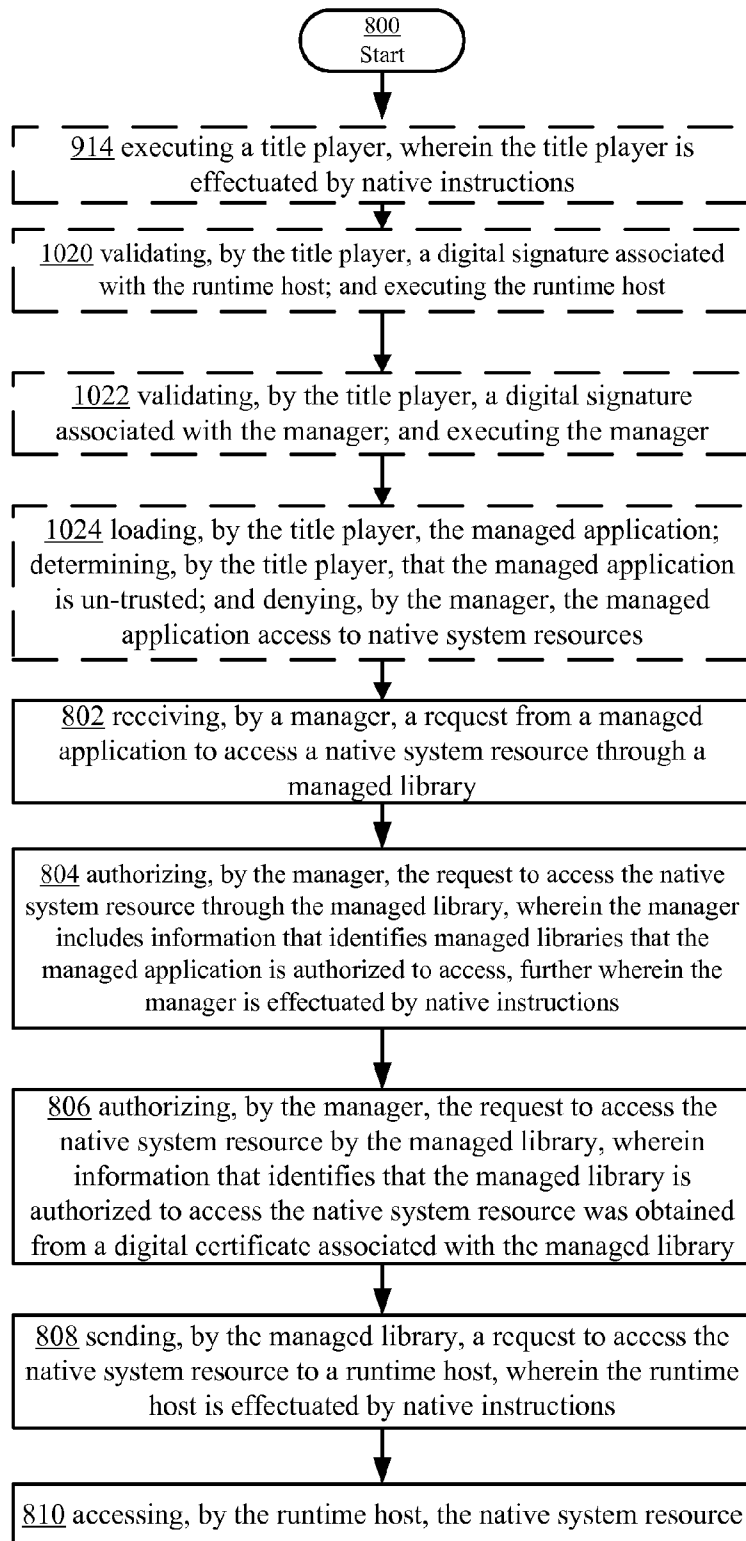 800
Start
914 executing a title player, wherein the title player is
effectuated by native instructions
1020 validating, by the title player, a digital signature associated
with the runtime host; and executing the runtime host
1022 validating, by the title player, a digital signature
associated with the manager; and executing the manager
1024 loading, by the title player, the managed application;
determining, by the title player, that the managed application
is un-trusted; and denying, by the manager, the managed
application access to native system resources
802 receiving, by a manager, a request from a managed
application to access a native system resource through a
managed library
804 authorizing, by the manager, the request to access the native
system resource through the managed library, wherein the manager
includes information that identifies managed libraries that the
managed application is authorized to access, further wherein the
manager is effectuated by native instructions
806 authorizing, by the manager, the request to access the
native system resource by the managed library, wherein
information that identifies that the managed library is
authorized to access the native system resource was obtained
from a digital certificate associated with the managed library
808 sending, by the managed library, a request to access the
native system resource to a runtime host, wherein the runtime
host is effectuated by native instructions
810 accessing, by the runtime host, the native system resource